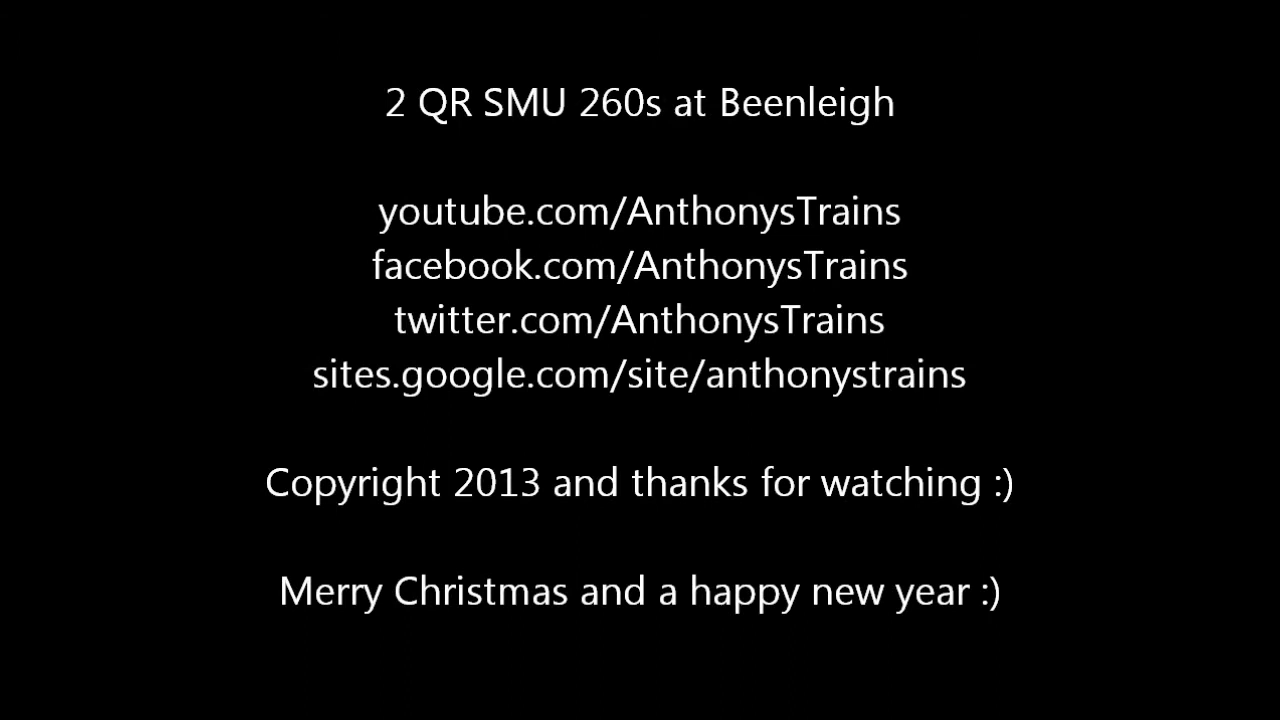 2 QR SMU 260s at Beenleigh
youtube.com/AnthonysTrains
facebook.com/AnthonysTrains
twitter.com/AnthonysTrains
sites.google.com/site/anthonystrains
Copyright 2013 and thanks for watching :)
Merry Christmas and a happy new year :)